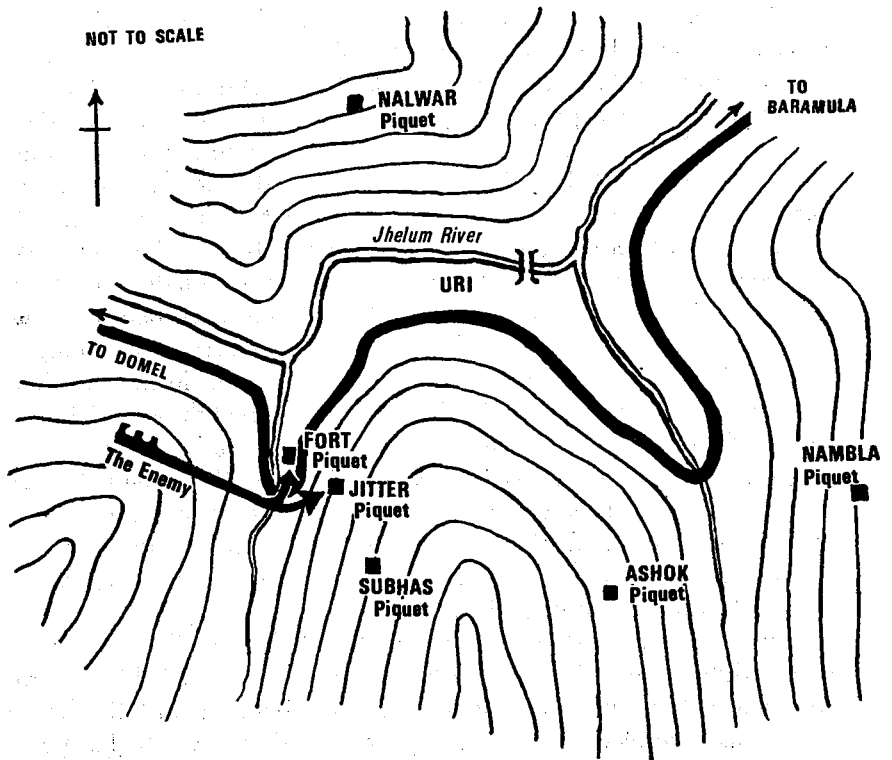 NOT TO SCALE
NALWAR
Piquet
TO
BARAMULA
Jhelum River
URI
TO DOMEL
The Enemy
FORT
Piquet
JITTER
Piquet
NAMBLA
Piquet
SUBHAS
Piquet
ASHOK
Piquet